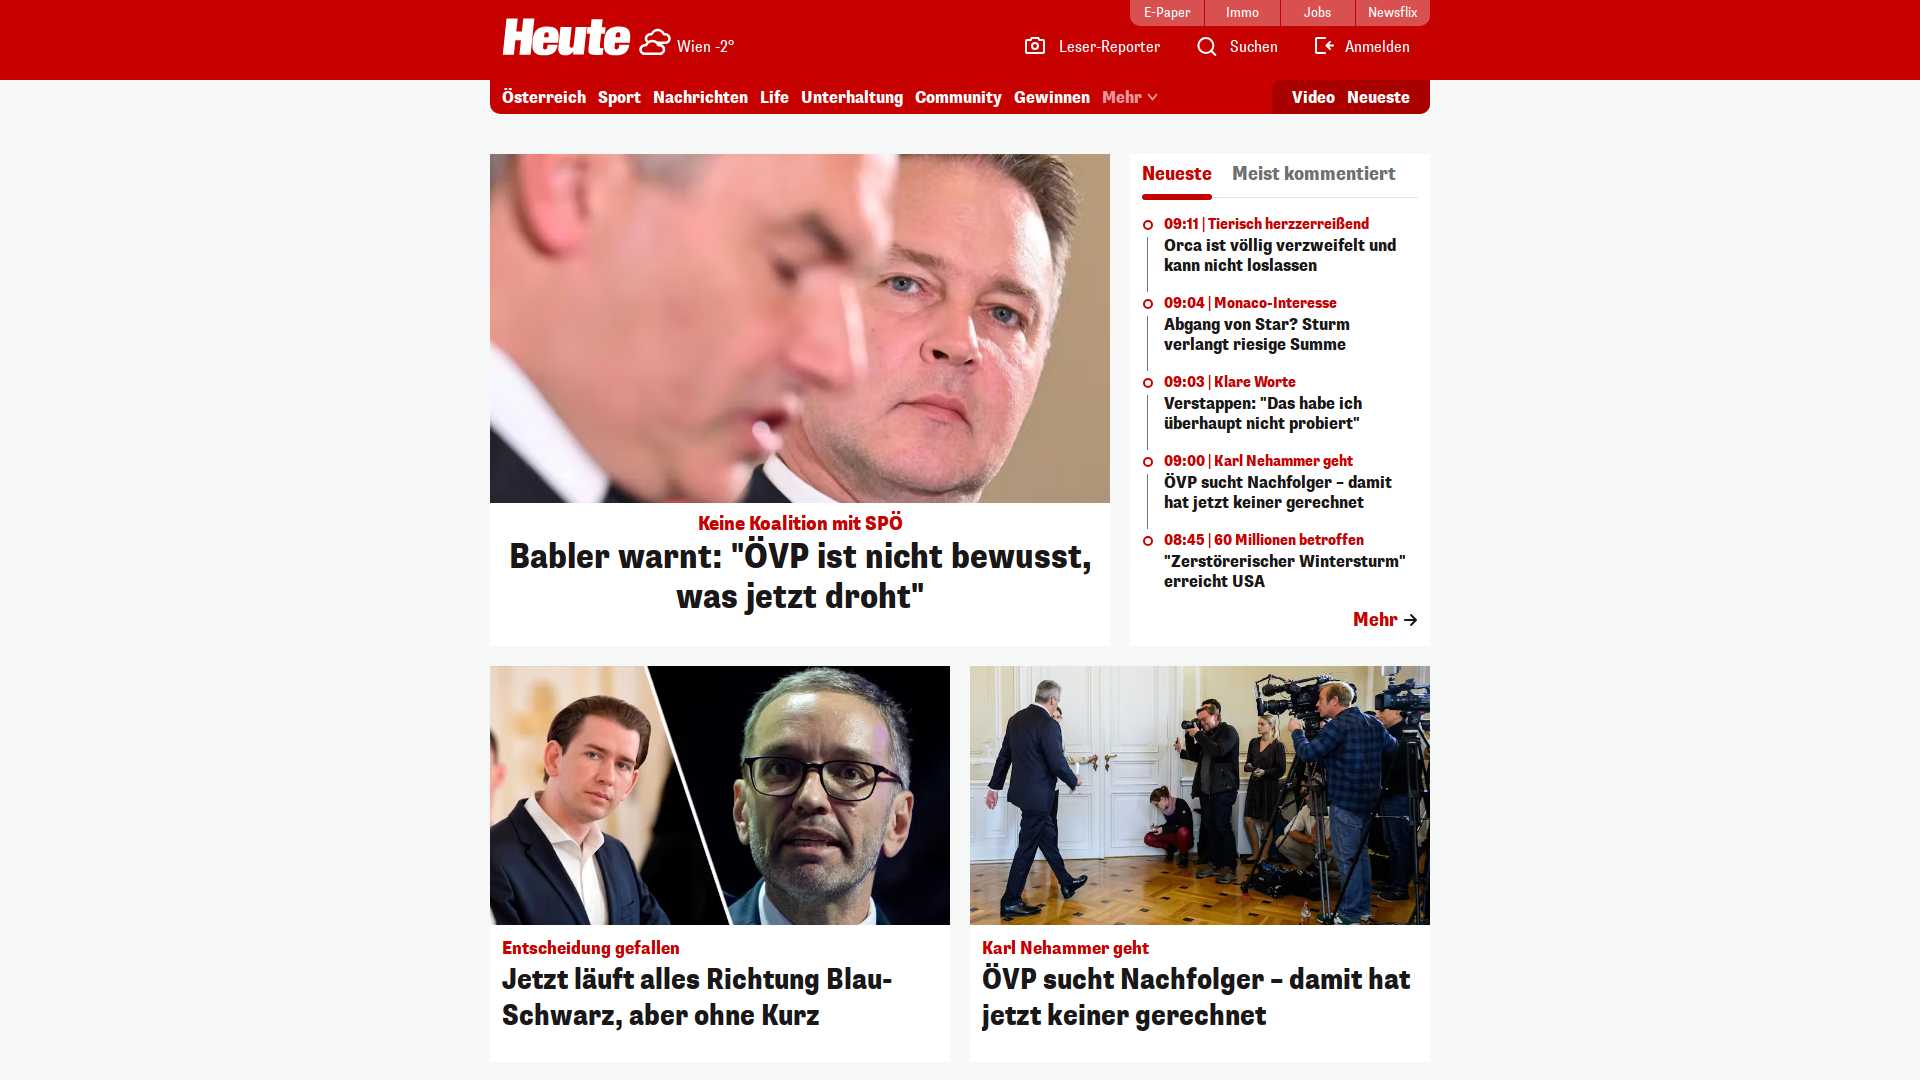 E-Paper
Immo
Jobs
Newsflix
Heute
Wien -2°
Leser-Reporter
Suchen
Anmelden
Österreich
Sport
Nachrichten
Life
Unterhaltung
Community
Gewinnen
Mehr
Video
Neueste
Keine Koalition mit SPÖ
Babler warnt: "ÖVP ist nicht bewusst,
was jetzt droht"
Neueste
Meist kommentiert
09:11 | Tierisch herzzerreißend
Orca ist völlig verzweifelt und
kann nicht loslassen
09:04 | Monaco-Interesse
Abgang von Star? Sturm
verlangt riesige Summe
09:03 | Klare Worte
Verstappen: "Das habe ich
überhaupt nicht probiert"
09:00 | Karl Nehammer geht
ÖVP sucht Nachfolger – damit
hat jetzt keiner gerechnet
08:45 | 60 Millionen betroffen
"Zerstörerischer Wintersturm"
erreicht USA
Mehr
Entscheidung gefallen
Jetzt läuft alles Richtung Blau-
Schwarz, aber ohne Kurz
Karl Nehammer geht
ÖVP sucht Nachfolger – damit hat
jetzt keiner gerechnet